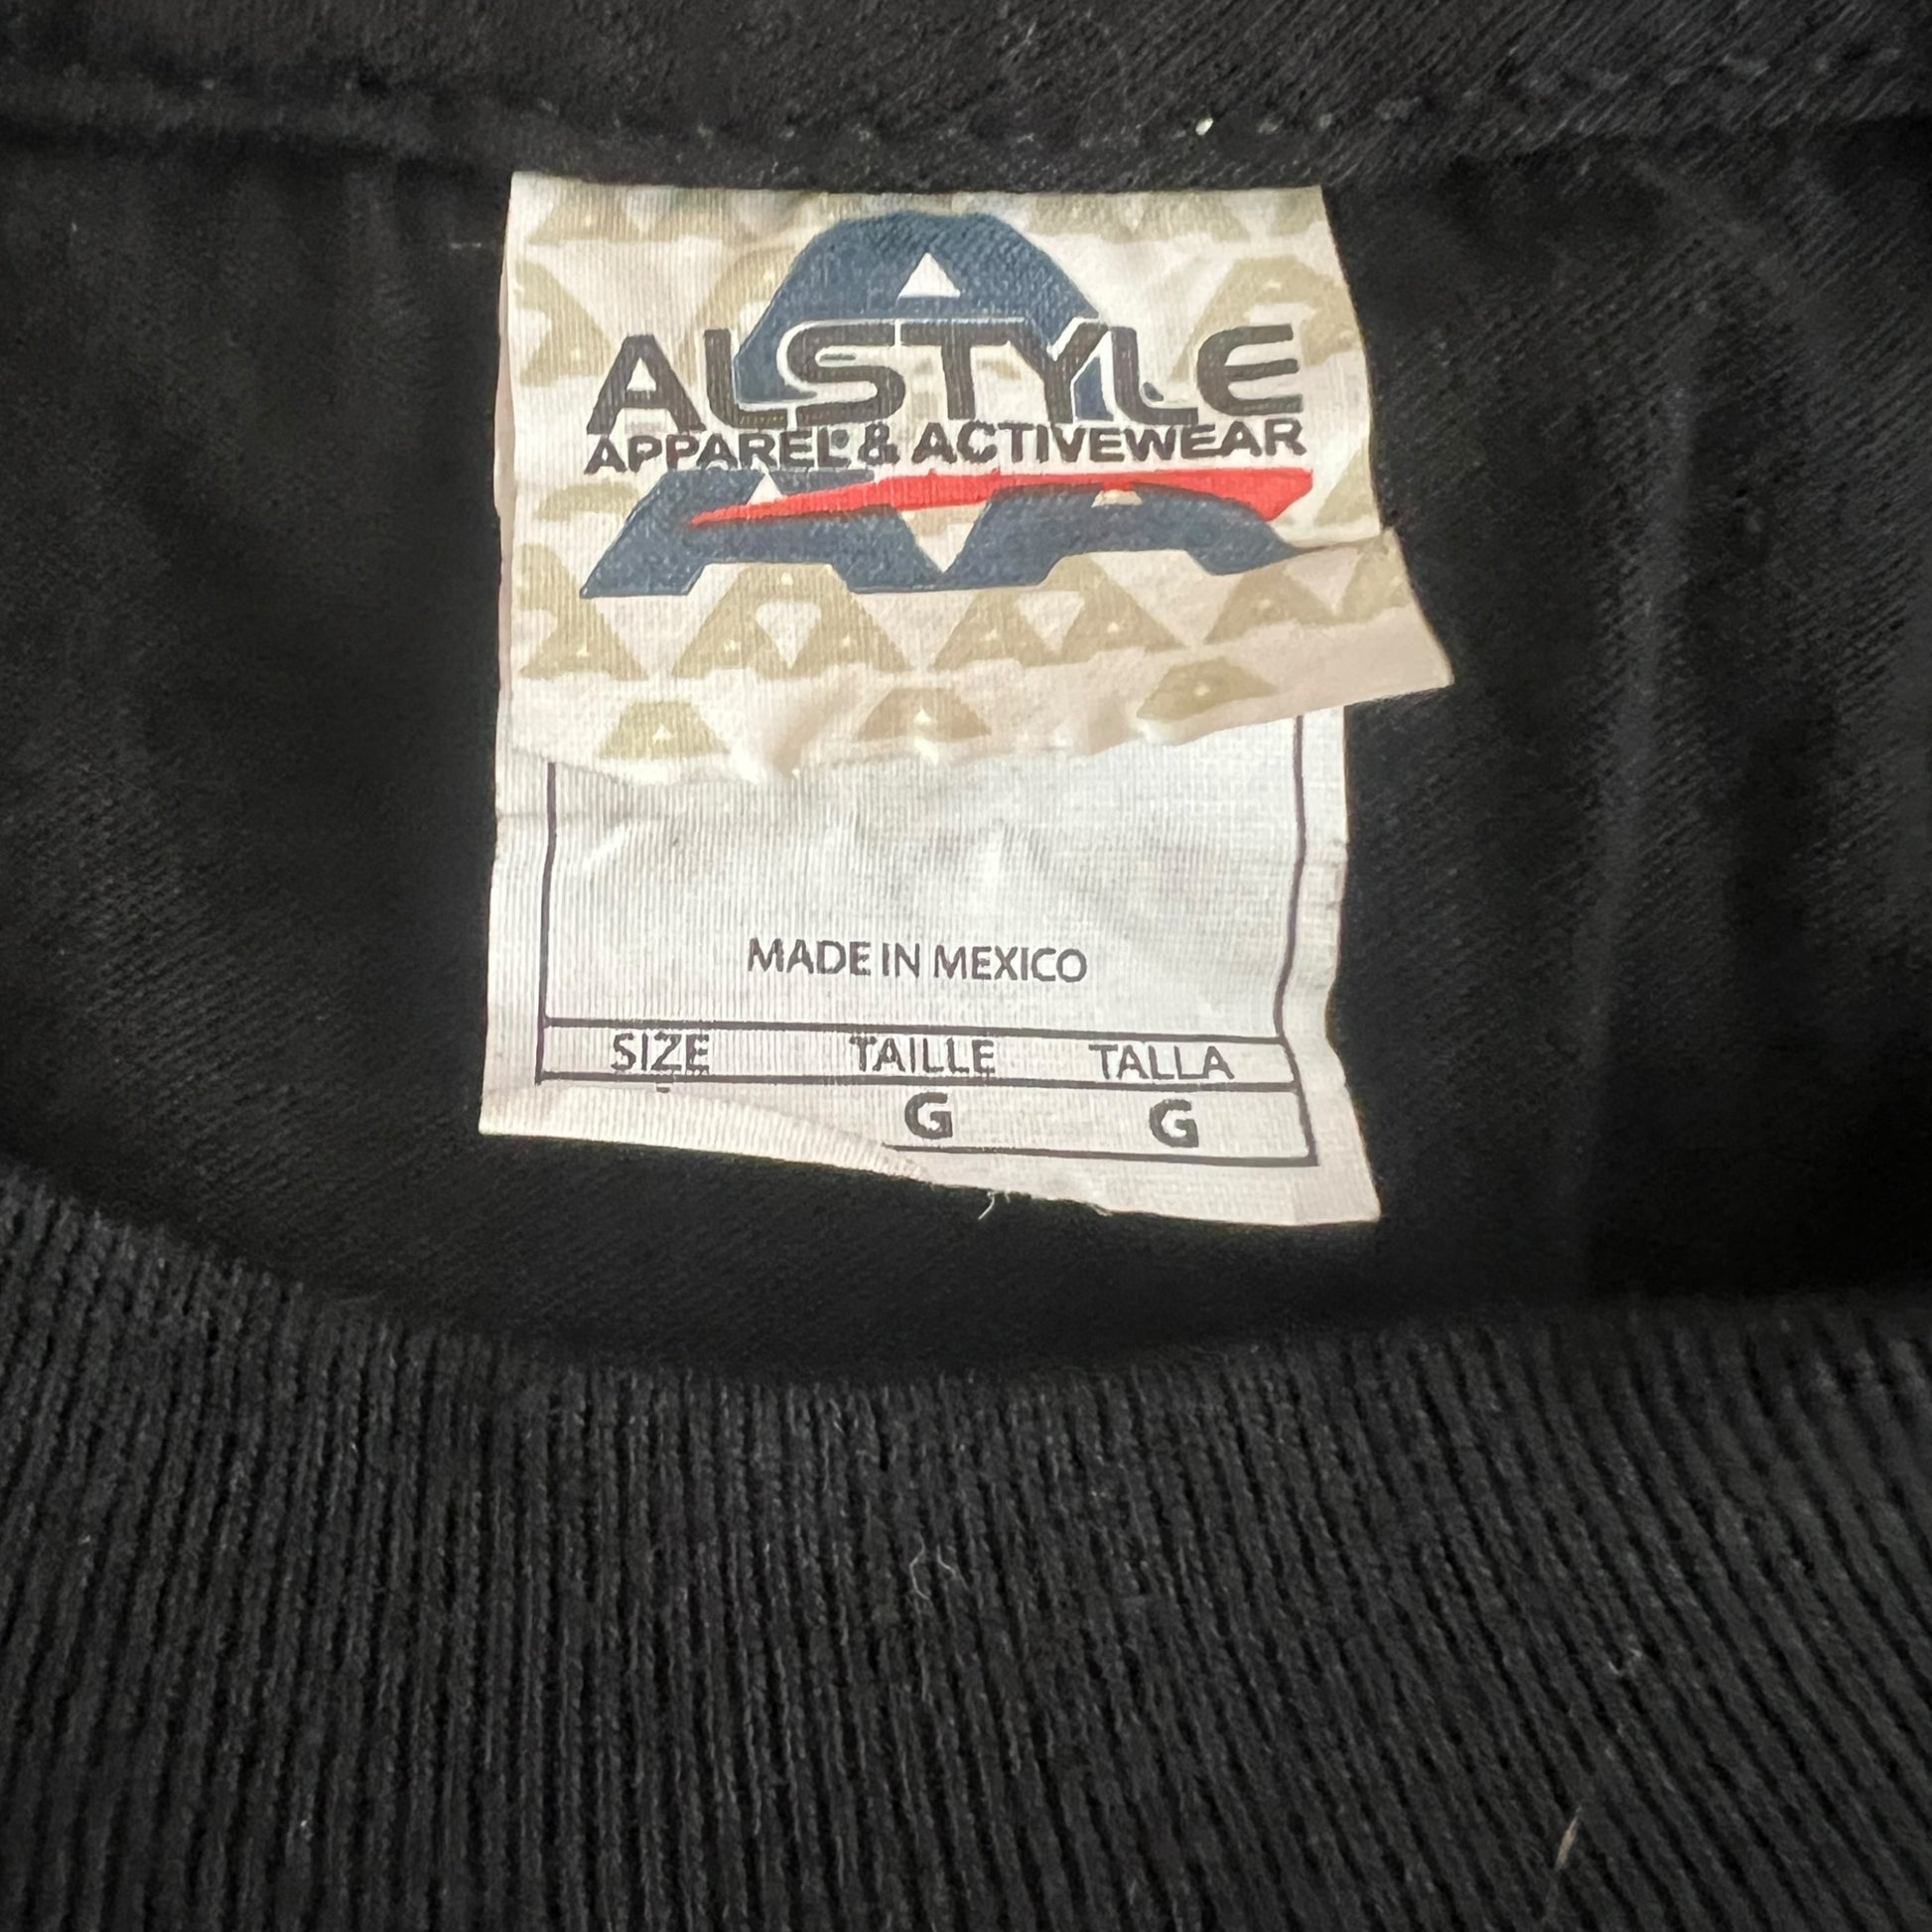 ALSTYLE
APPAREL & ACTIVEWEAR
MADE IN MEXICO
SIZE TAILLE TALLA
G G